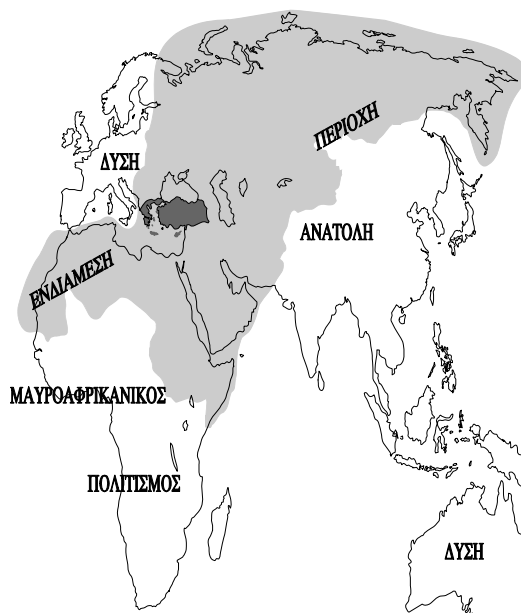 ΠΕΡΙΟΧΗ
ΔΥΣΗ
ΑΝΑΤΟΛΗ
ΕΝΔΙΑΜΕΣΗ
ΜΑΥΡΟΑΦΡΙΚΑΝΙΚΟΣ
ΠΟΛΙΤΙΣΜΟΣ
ΔΥΣΗ